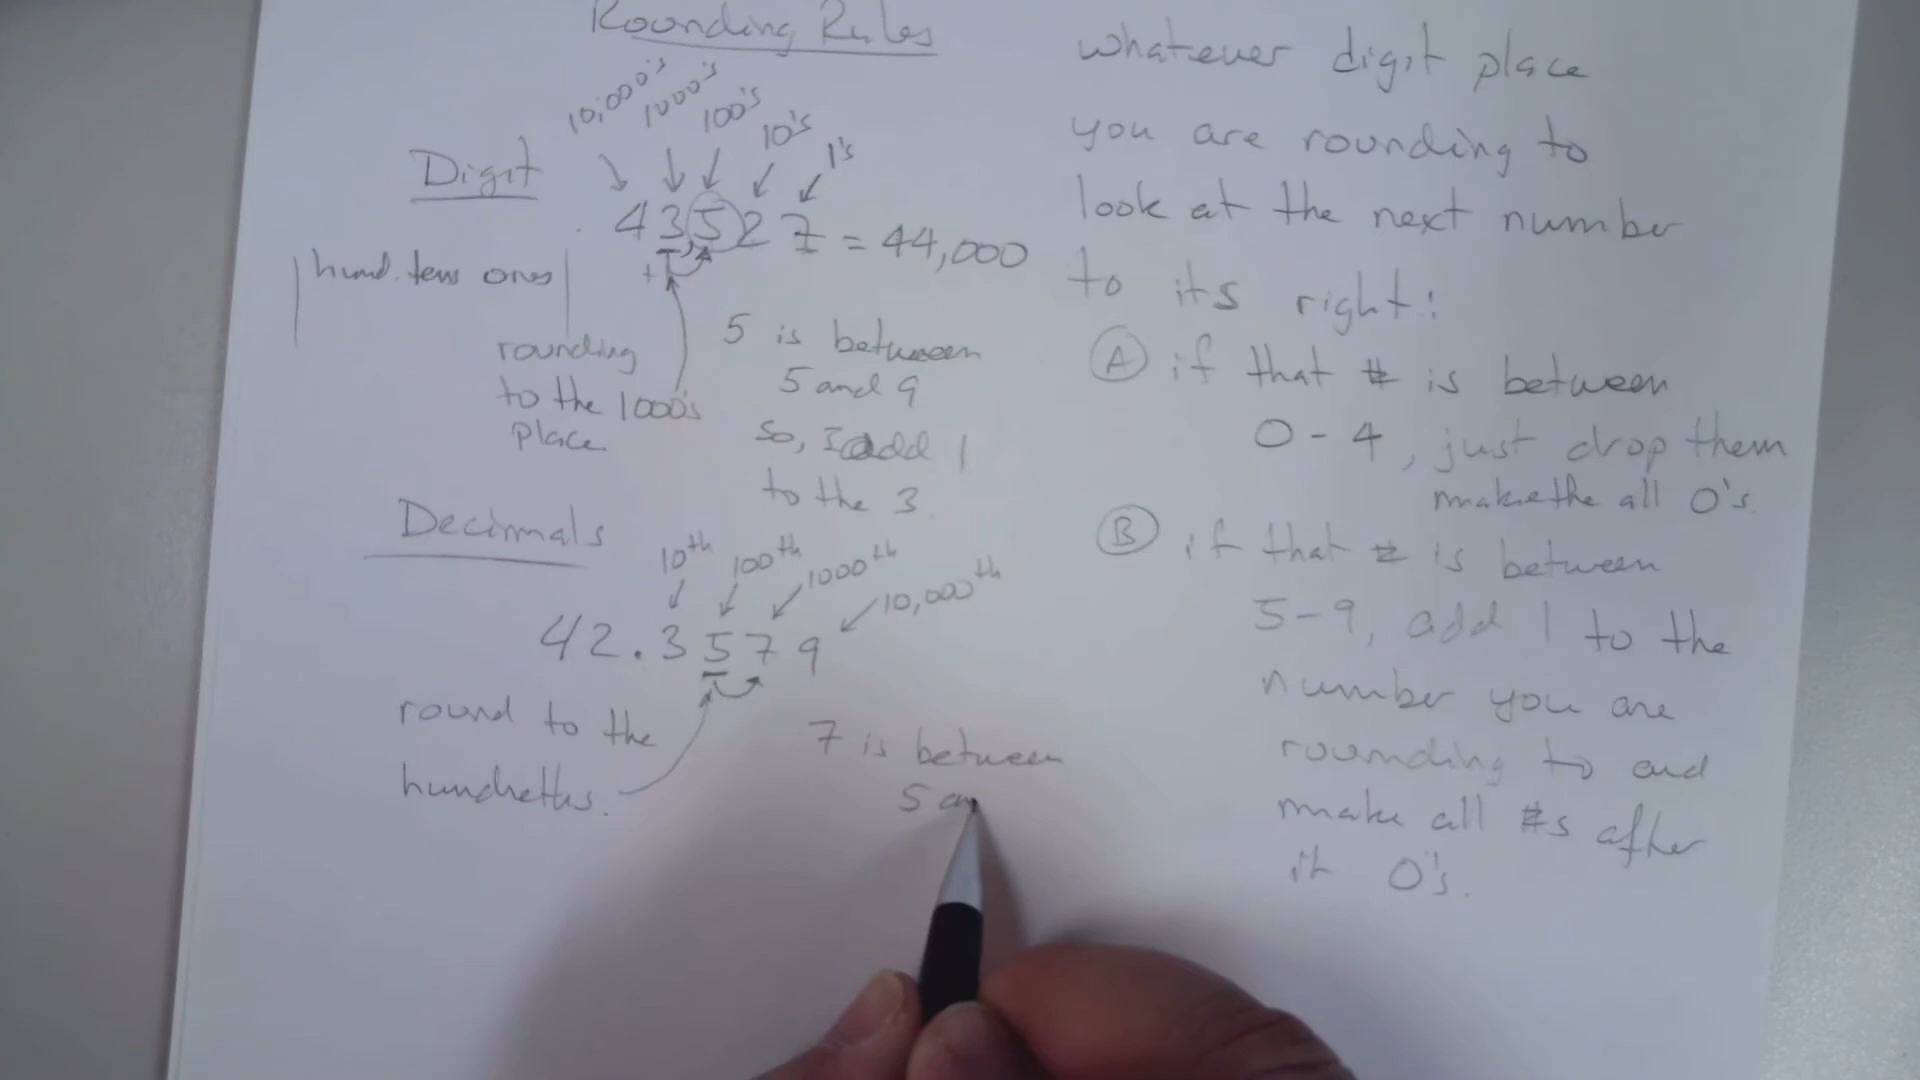 Rounding Rules
10,000's 1000's 100's 10's 1's
Digit
43,527 = 44,000
hund. tens ones
+
rounding
to the 1000's
place.
5 is between
5 and 9
so, I add 1
to the 3.
Decimals
10th 100th 1000th 10,000th
42.3579
round to the
hundreths.
7 is between
5 an
whatever digit place
you are rounding to
look at the next number
to its right:
A if that # is between
0-4, just drop them
make the all 0's.
B if that # is between
5-9, add 1 to the
number you are
rounding to and
make all #s after
it 0's.